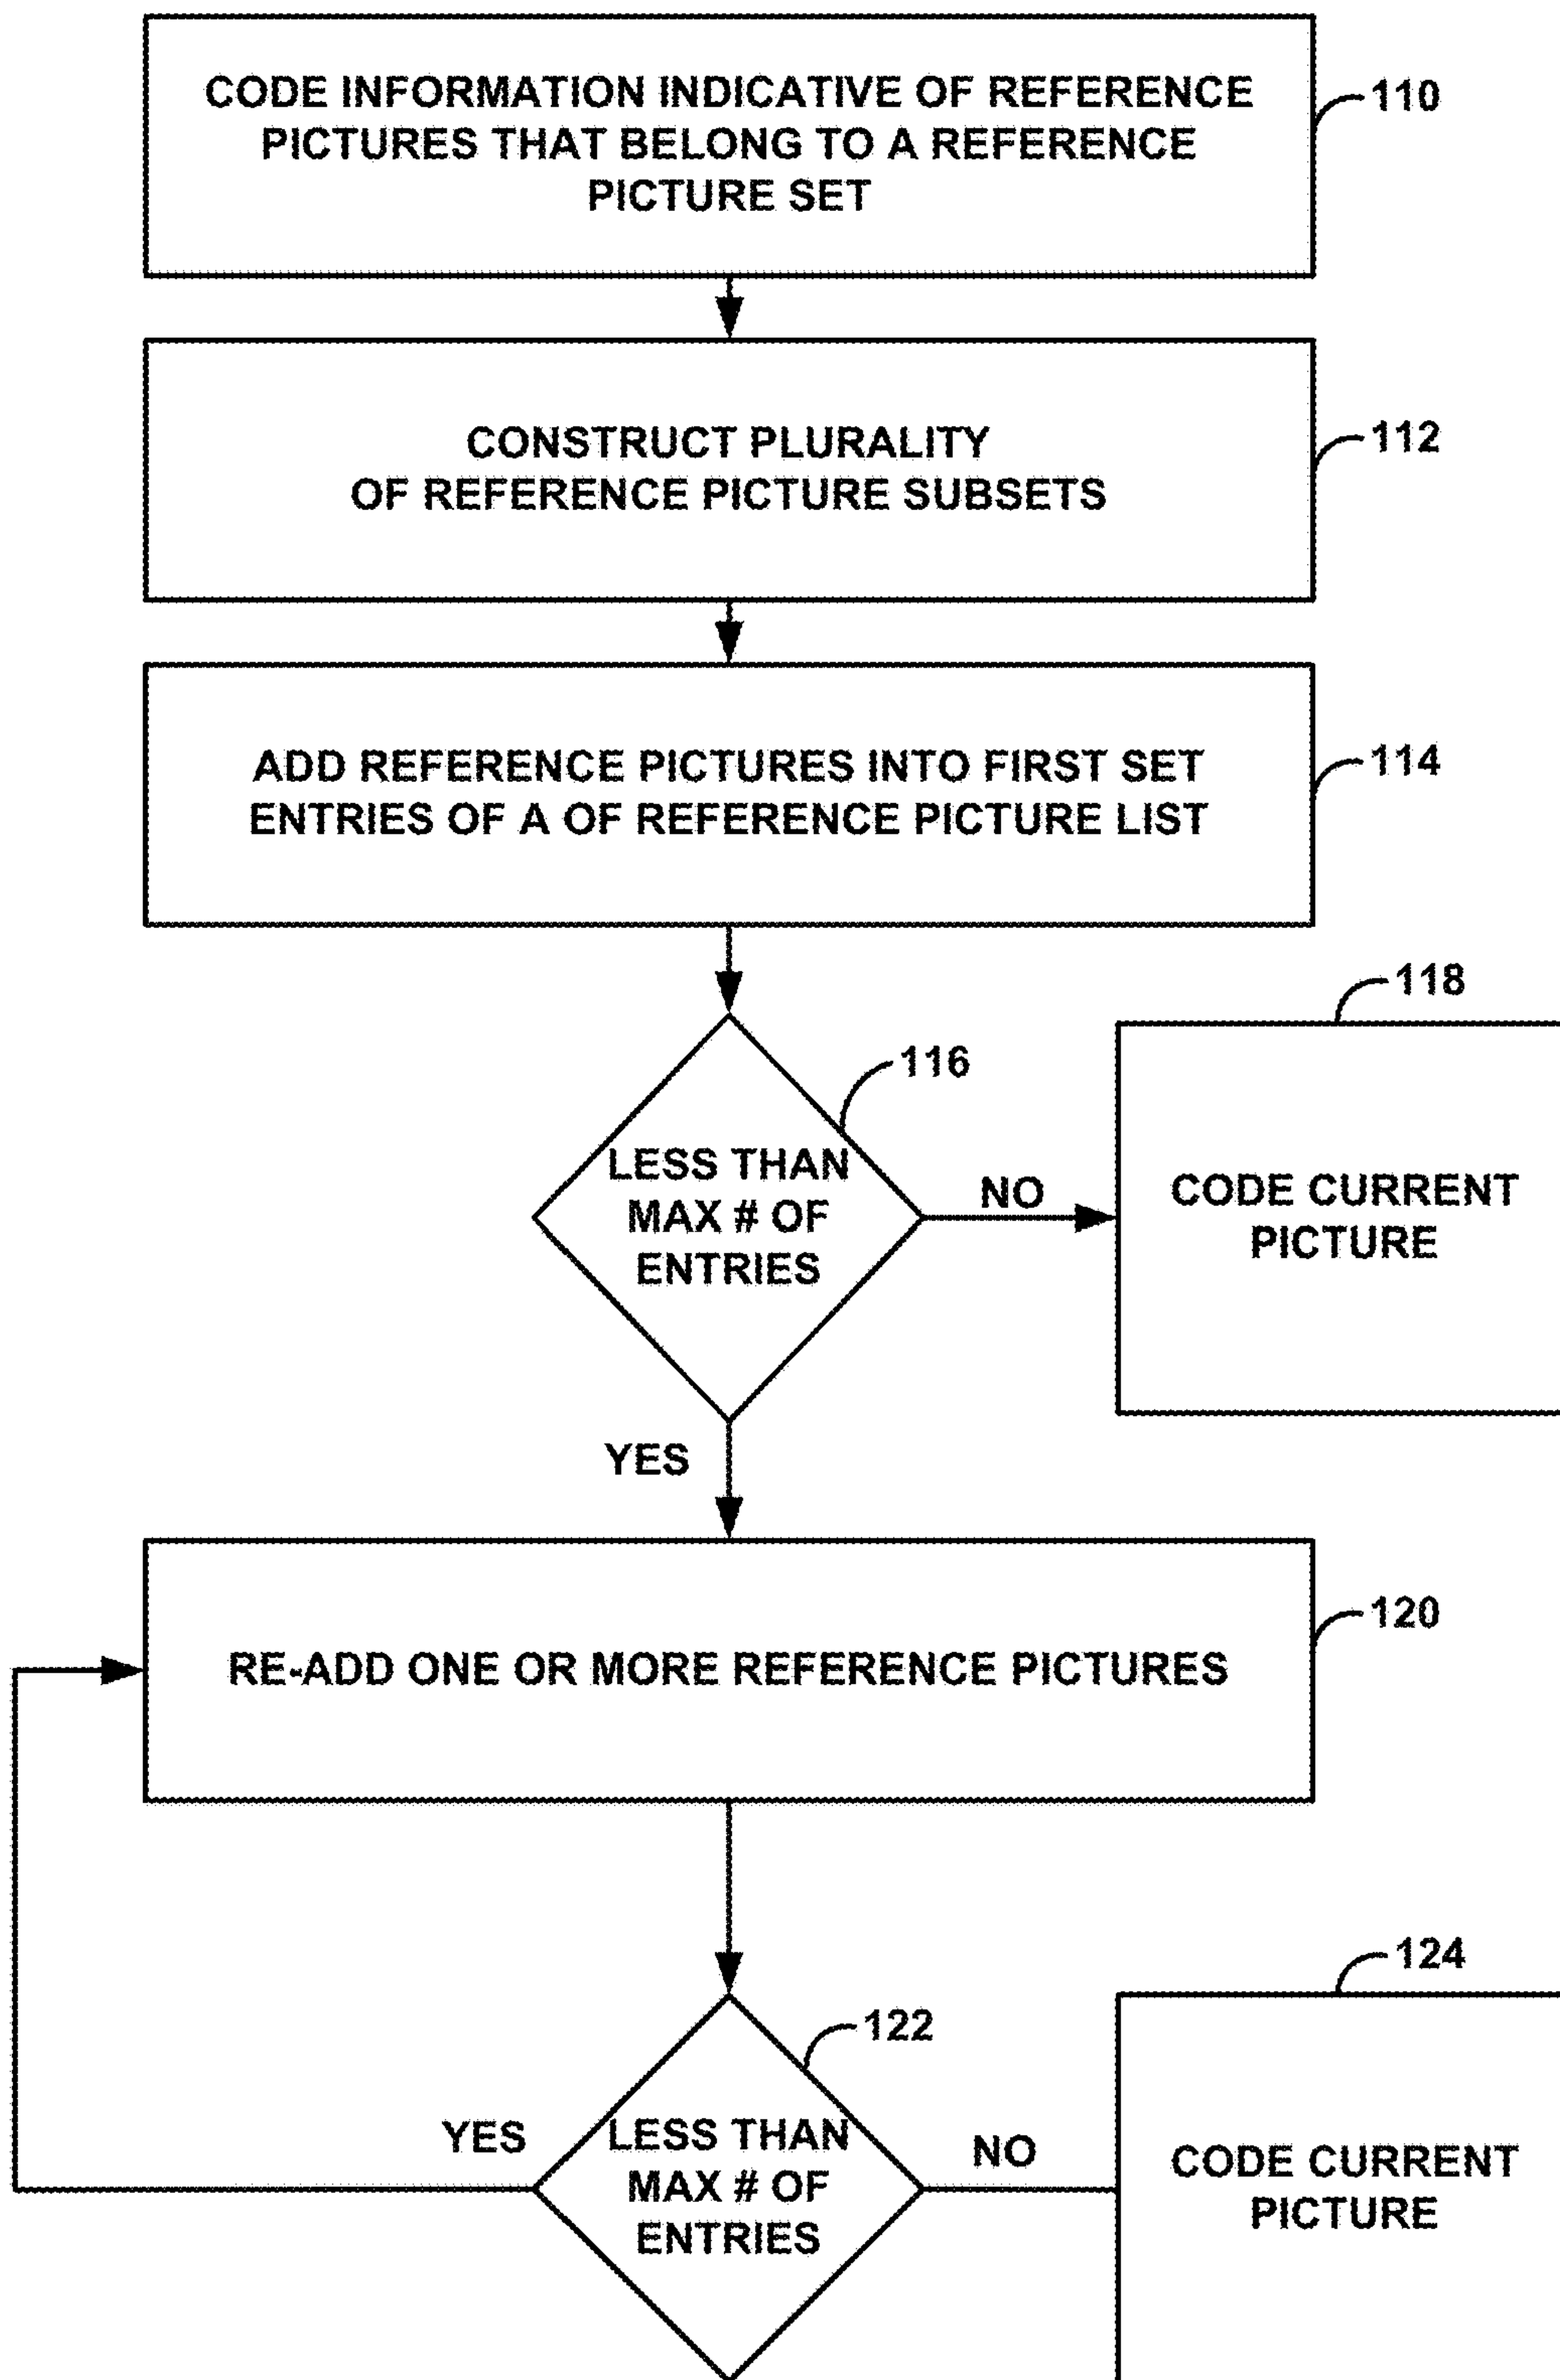 CODE INFORMATION INDICATIVE OF REFERENCE
PICTURES THAT BELONG TO A REFERENCE
PICTURE SET
110
CONSTRUCT PLURALITY
OF REFERENCE PICTURE SUBSETS
112
ADD REFERENCE PICTURES INTO FIRST SET
ENTRIES OF A OF REFERENCE PICTURE LIST
114
116
LESS THAN
MAX # OF
ENTRIES
NO
118
CODE CURRENT
PICTURE
YES
RE-ADD ONE OR MORE REFERENCE PICTURES
120
122
LESS THAN
MAX # OF
ENTRIES
YES
NO
124
CODE CURRENT
PICTURE